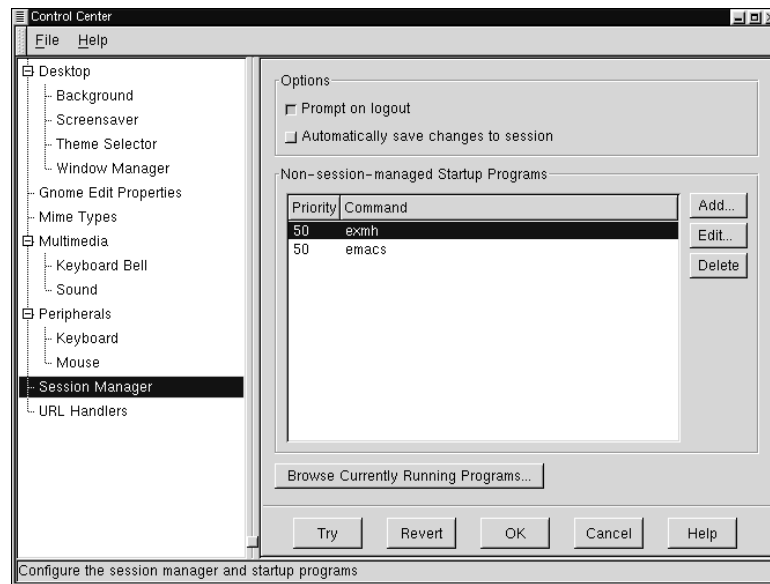 Control Center
File Help
Desktop
Background
Screensaver
Theme Selector
Window Manager
Gnome Edit Properties
Mime Types
Multimedia
Keyboard Bell
Sound
Peripherals
Keyboard
Mouse
Session Manager
URL Handlers
Options
Prompt on logout
Automatically save changes to session
Non-session-managed Startup Programs
Priority Command
50 exmh
50 emacs
Add...
Edit...
Delete
Browse Currently Running Programs...
Try Revert OK Cancel Help
Configure the session manager and startup programs